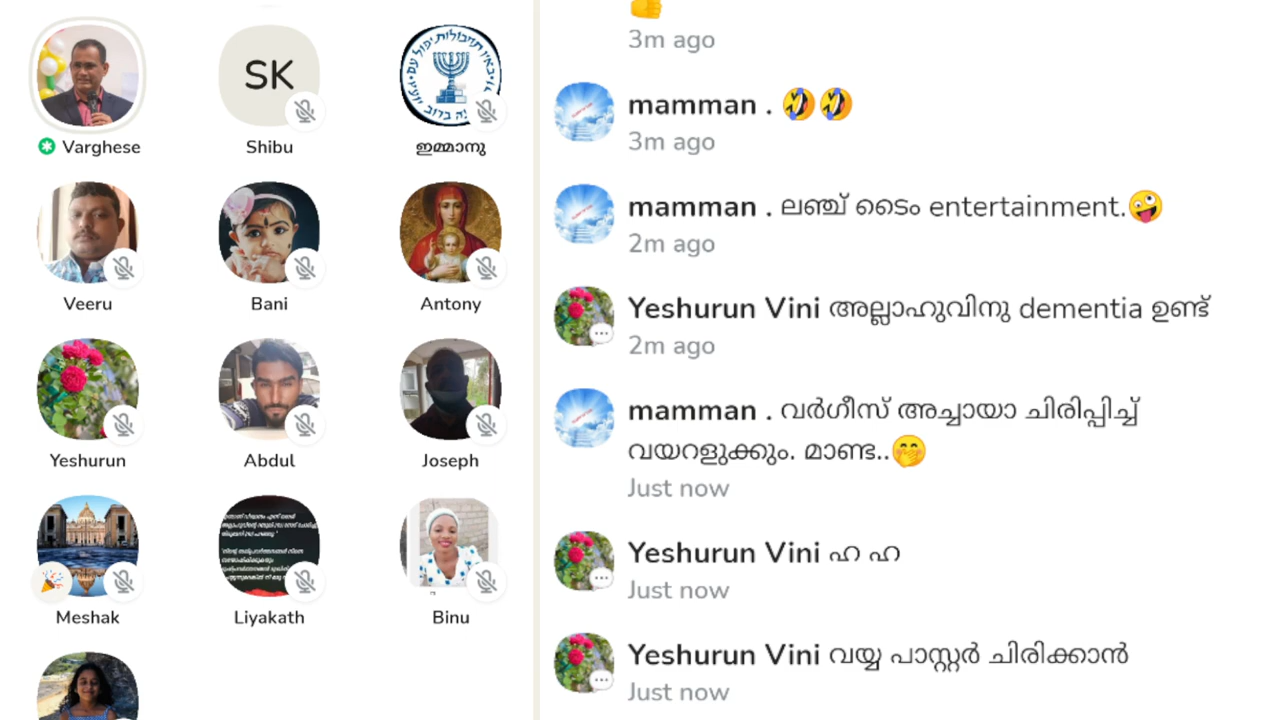 Varghese
SK
Shibu
ഇമ്മാനു
Veeru
Bani
Antony
Yeshurun
Abdul
Joseph
Meshak
Liyakath
Binu
3m ago
mamman . 🤣🤣
3m ago
mamman . ലഞ്ച് ടൈം entertainment.🤪
2m ago
Yeshurun Vini അല്ലാഹുവിനു dementia ഉണ്ട്
2m ago
mamman . വർഗീസ് അച്ചായാ ചിരിപ്പിച്ച്
വയറളുക്കും. മാണ്ട..🤭
Just now
Yeshurun Vini ഹ ഹ
Just now
Yeshurun Vini വയ്യ പാസ്റ്റർ ചിരിക്കാൻ
Just now